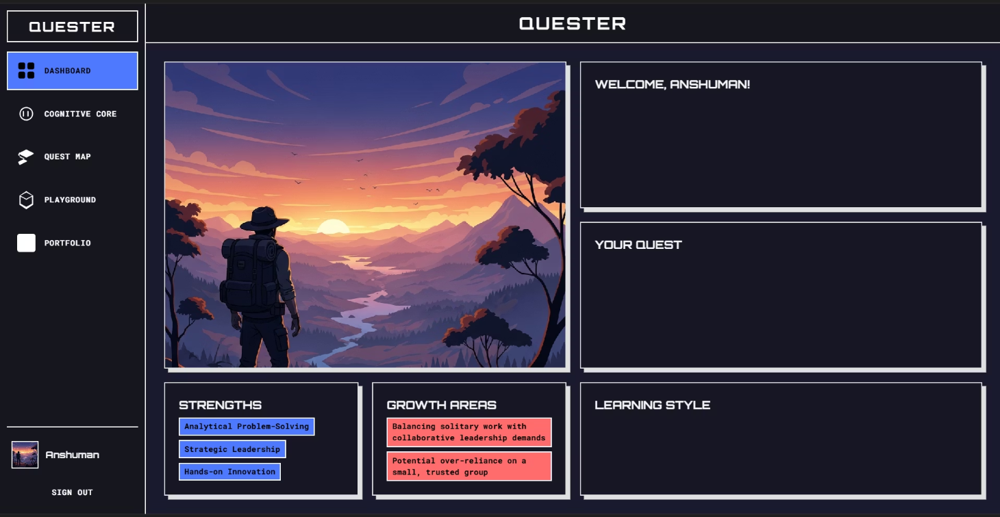 QUESTER
DASHBOARD
COGNITIVE CORE
QUEST MAP
PLAYGROUND
PORTFOLIO
Anshuman
SIGN OUT
QUESTER
WELCOME, ANSHUMAN!
YOUR QUEST
STRENGTHS
Analytical Problem-Solving
Strategic Leadership
Hands-on Innovation
GROWTH AREAS
Balancing solitary work with
collaborative leadership demands
Potential over-reliance on a
small, trusted group
LEARNING STYLE